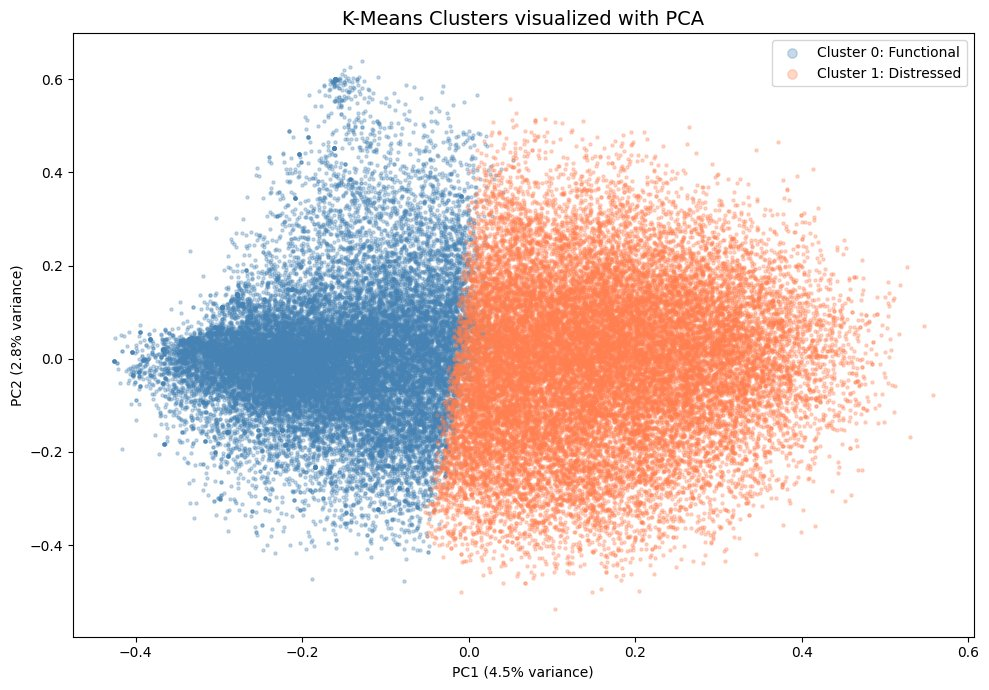 K-Means Clusters visualized with PCA
Cluster 0: Functional
Cluster 1: Distressed
PC2 (2.8% variance)
0.6
0.4
0.2
0.0
−0.2
−0.4
−0.4
−0.2
0.0
0.2
0.4
0.6
PC1 (4.5% variance)